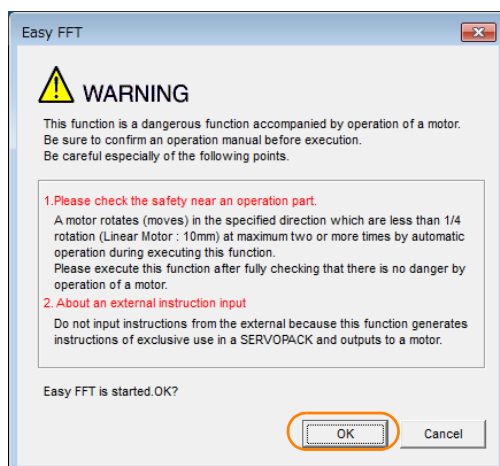 Easy FFT
WARNING
This function is a dangerous function accompanied by operation of a motor.
Be sure to confirm an operation manual before execution.
Be careful especially of the following points.
1.Please check the safety near an operation part.
A motor rotates (moves) in the specified direction which are less than 1/4
rotation (Linear Motor : 10mm) at maximum two or more times by automatic
operation during executing this function.
Please execute this function after fully checking that there is no danger by
operation of a motor.
2. About an external instruction input
Do not input instructions from the external because this function generates
instructions of exclusive use in a SERVOPACK and outputs to a motor.
Easy FFT is started.OK?
OK
Cancel